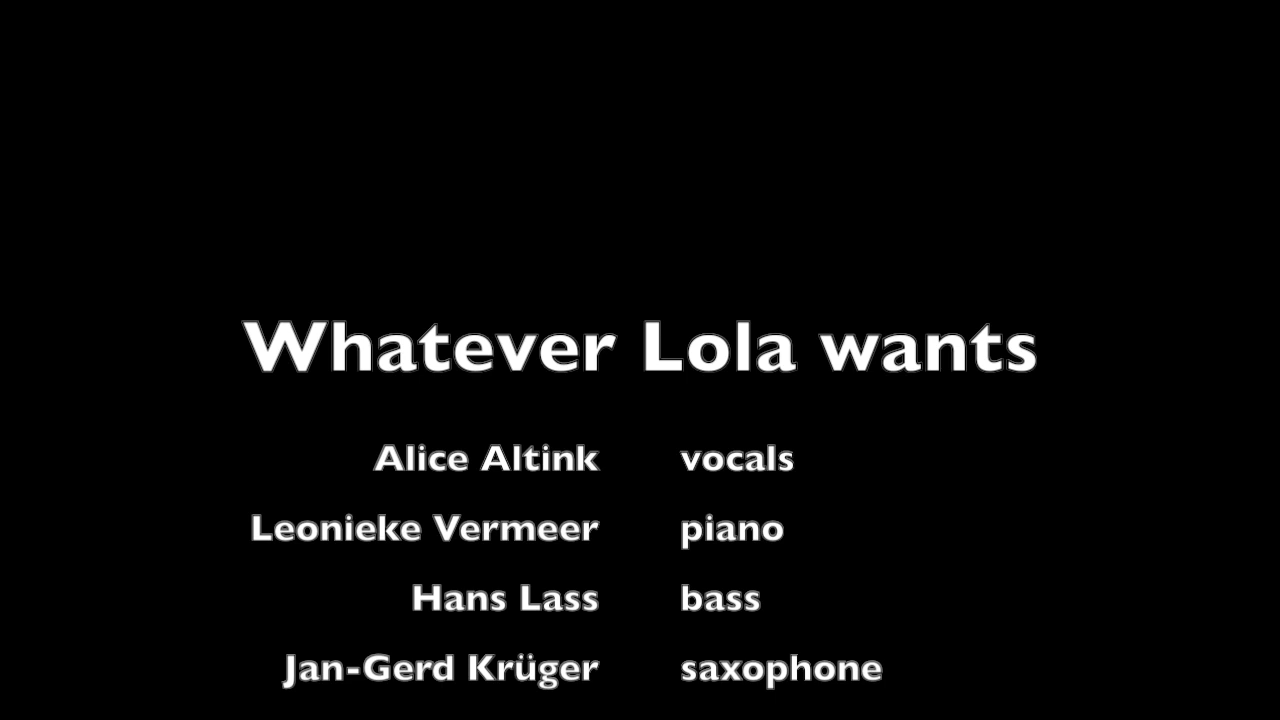 Whatever Lola wants
Alice Altink vocals
Leonieke Vermeer piano
Hans Lass bass
Jan-Gerd Krüger saxophone